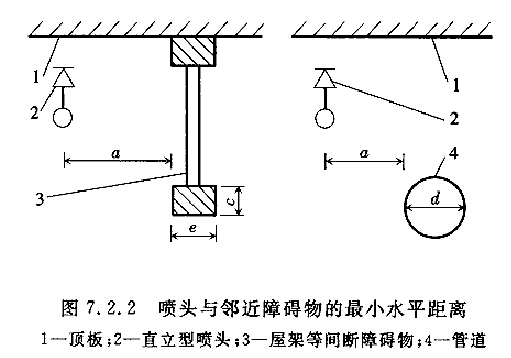 1
2
a
3
c
e
1
2
a
4
d
图 7.2.2 喷头与邻近障碍物的最小水平距离
1—顶板;2—直立型喷头;3—屋架等间断障碍物;4—管道